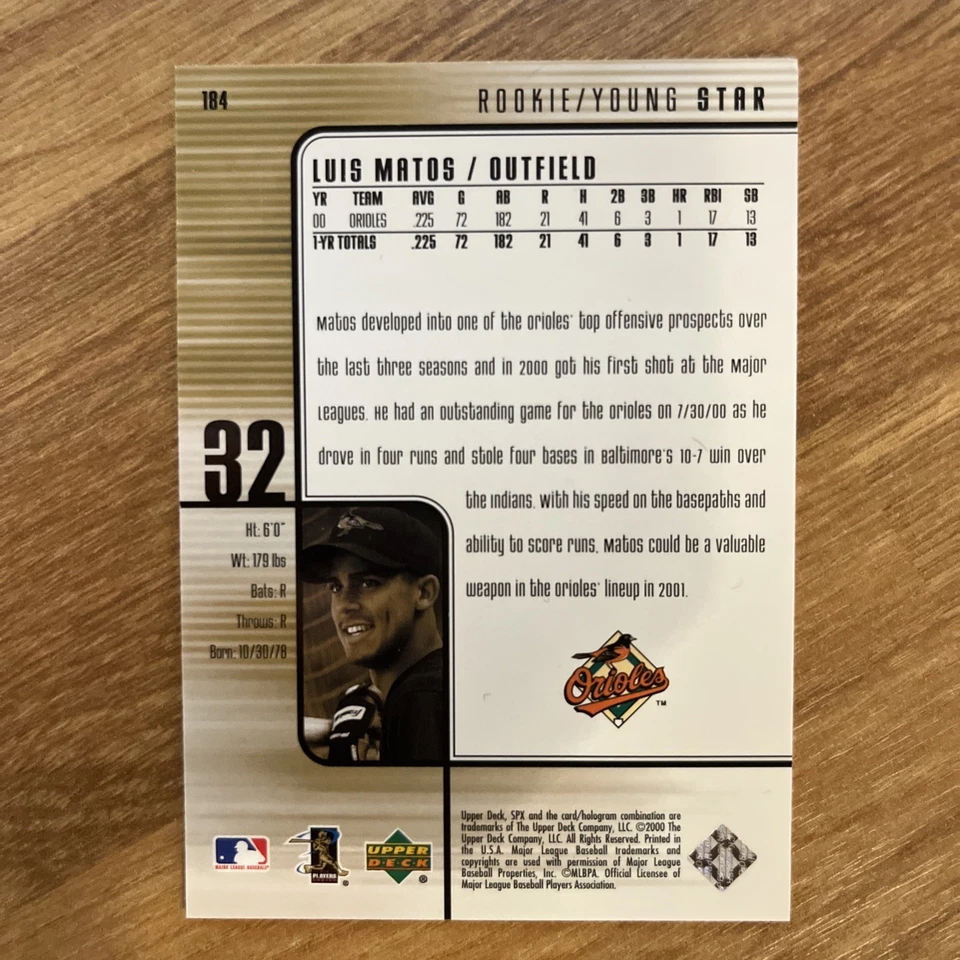 184
ROOKIE/YOUNG STAR
LUIS MATOS / OUTFIELD
YR TEAM AVG G AB R H 2B 3B HR RBI SB
00 ORIOLES .225 72 182 21 41 6 3 1 17 13
1-YR TOTALS .225 72 182 21 41 6 3 1 17 13
Matos developed into one of the Orioles' top offensive prospects over
the last three seasons and in 2000 got his first shot at the Major
Leagues. He had an outstanding game for the Orioles on 7/30/00 as he
drove in four runs and stole four bases in Baltimore's 10-7 win over
the Indians. With his speed on the basepaths and
ability to score runs, Matos could be a valuable
weapon in the Orioles' lineup in 2001.
32
Ht: 6'0"
Wt: 179 lbs
Bats: R
Throws: R
Born: 10/30/78
Orioles TM
MAJOR LEAGUE BASEBALL
PLAYERS
UPPER
DECK
Upper Deck, SPX and the card/hologram combination are
trademarks of The Upper Deck Company, LLC. ©2000 The
Upper Deck Company, LLC. All Rights Reserved. Printed in
the U.S.A. Major League Baseball trademarks and
copyrights are used with permission of Major League
Baseball Properties, Inc. ©MLBPA. Official Licensee of
Major League Baseball Players Association.